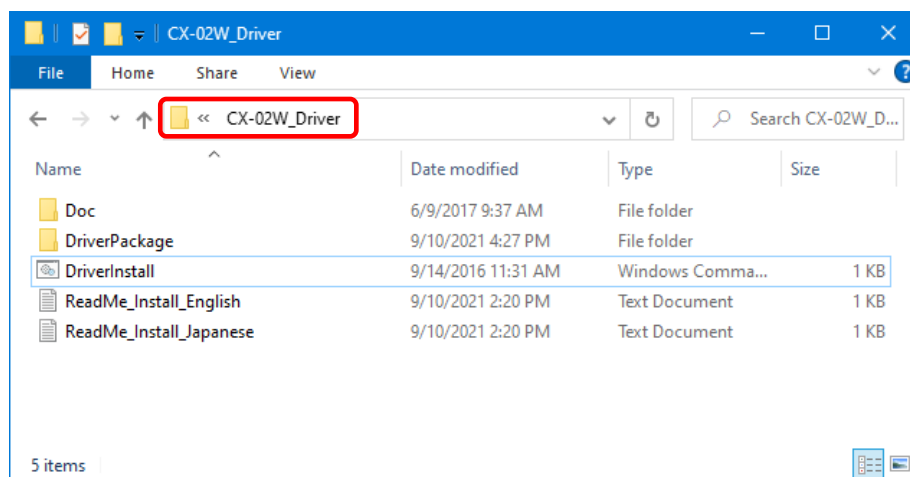 CX-02W_Driver
File Home Share View ?
« CX-02W_Driver Search CX-02W_D...
Name Date modified Type Size
Doc 6/9/2017 9:37 AM File folder
DriverPackage 9/10/2021 4:27 PM File folder
DriverInstall 9/14/2016 11:31 AM Windows Comma... 1 KB
ReadMe_Install_English 9/10/2021 2:20 PM Text Document 1 KB
ReadMe_Install_Japanese 9/10/2021 2:20 PM Text Document 1 KB
5 items